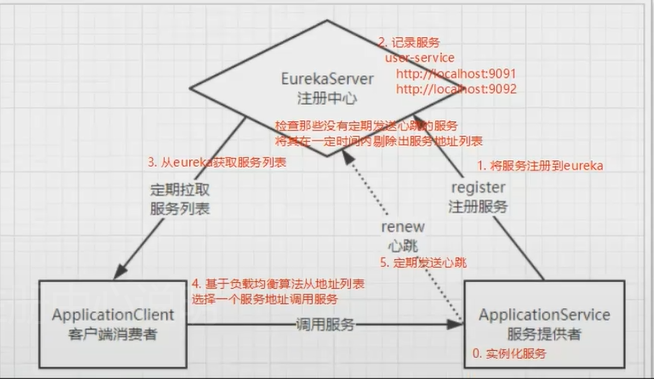 2. 记录服务
user-service
http://localhost:9091
http://localhost:9092
EurekaServer
注册中心
检查那些没有定期发送心跳的服务
将其在一定时间内剔除出服务地址列表
3. 从eureka获取服务列表
定期拉取
服务列表
1. 将服务注册到eureka
register
注册服务
renew
心跳
5. 定期发送心跳
4. 基于负载均衡算法从地址列表
选择一个服务地址调用服务
ApplicationClient
客户端消费者
调用服务
ApplicationService
服务提供者
0. 实例化服务